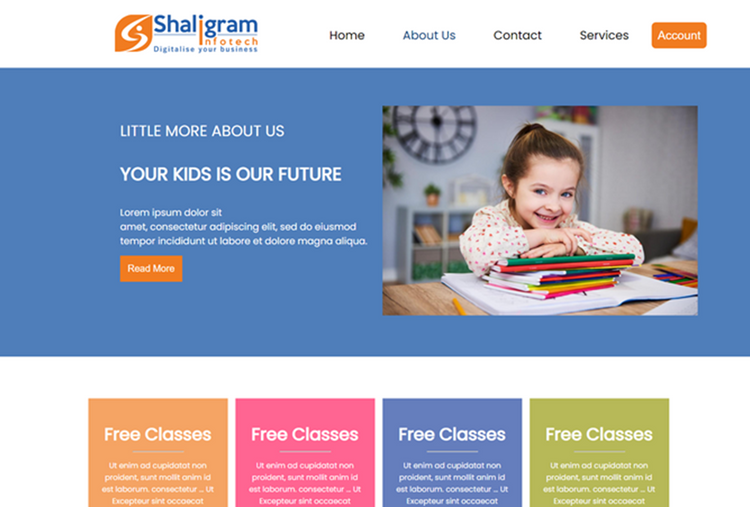 Shaligram
Infotech
Digitalise your business
Home About Us Contact Services Account
LITTLE MORE ABOUT US
YOUR KIDS IS OUR FUTURE
Lorem ipsum dolor sit
amet, consectetur adipiscing elit, sed do eiusmod
tempor incididunt ut labore et dolore magna aliqua.
Read More
Free Classes
Ut enim ad cupidatat non
proident, sunt mollit anim id
est laborum. consectetur ... Ut
Excepteur sint occaecat
Free Classes
Ut enim ad cupidatat non
proident, sunt mollit anim id
est laborum. consectetur ... Ut
Excepteur sint occaecat
Free Classes
Ut enim ad cupidatat non
proident, sunt mollit anim id
est laborum. consectetur ... Ut
Excepteur sint occaecat
Free Classes
Ut enim ad cupidatat non
proident, sunt mollit anim id
est laborum. consectetur ... Ut
Excepteur sint occaecat